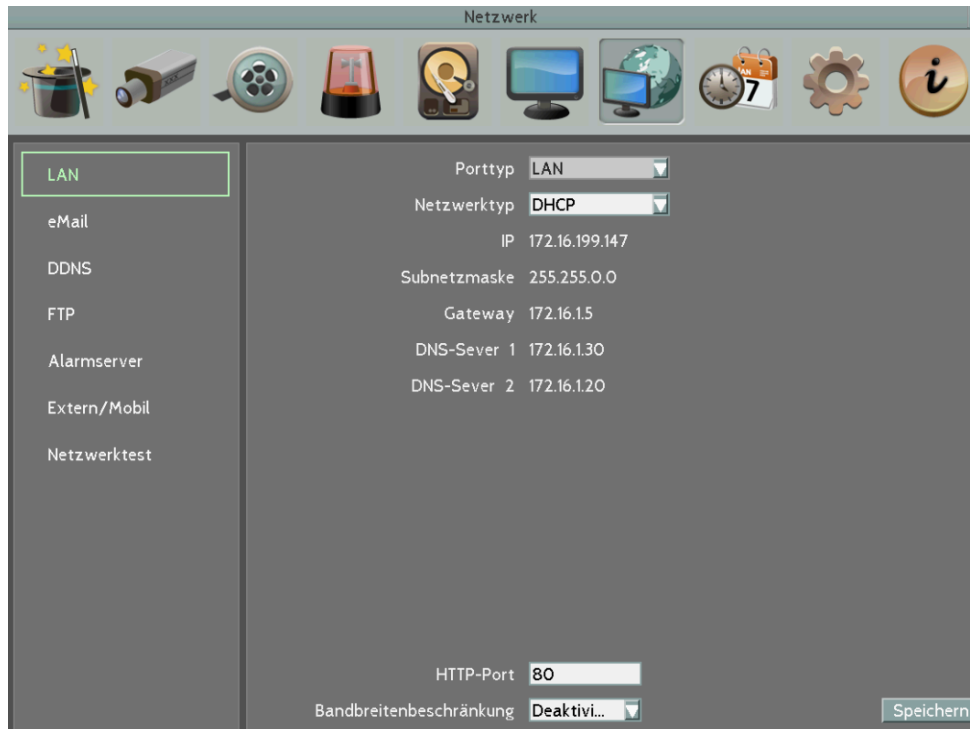 Netzwerk
JAN
7
i
LAN
eMail
DDNS
FTP
Alarmserver
Extern/Mobil
Netzwerktest
Porttyp LAN
Netzwerktyp DHCP
IP 172.16.199.147
Subnetzmaske 255.255.0.0
Gateway 172.16.1.5
DNS-Sever 1 172.16.1.30
DNS-Sever 2 172.16.1.20
HTTP-Port 80
Bandbreitenbeschränkung Deaktivi...
Speichern